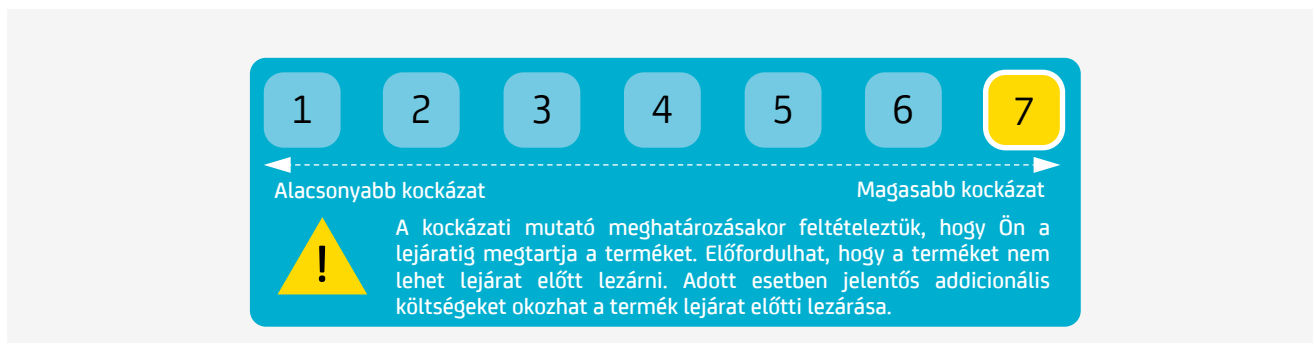 1 2 3 4 5 6 7
Alacsonyabb kockázat Magasabb kockázat
! A kockázati mutató meghatározásakor feltételeztük, hogy Ön a
lejáratig megtartja a terméket. Előfordulhat, hogy a terméket nem
lehet lejárat előtt lezárni. Adott esetben jelentős addicionális
költségeket okozhat a termék lejárat előtti lezárása.